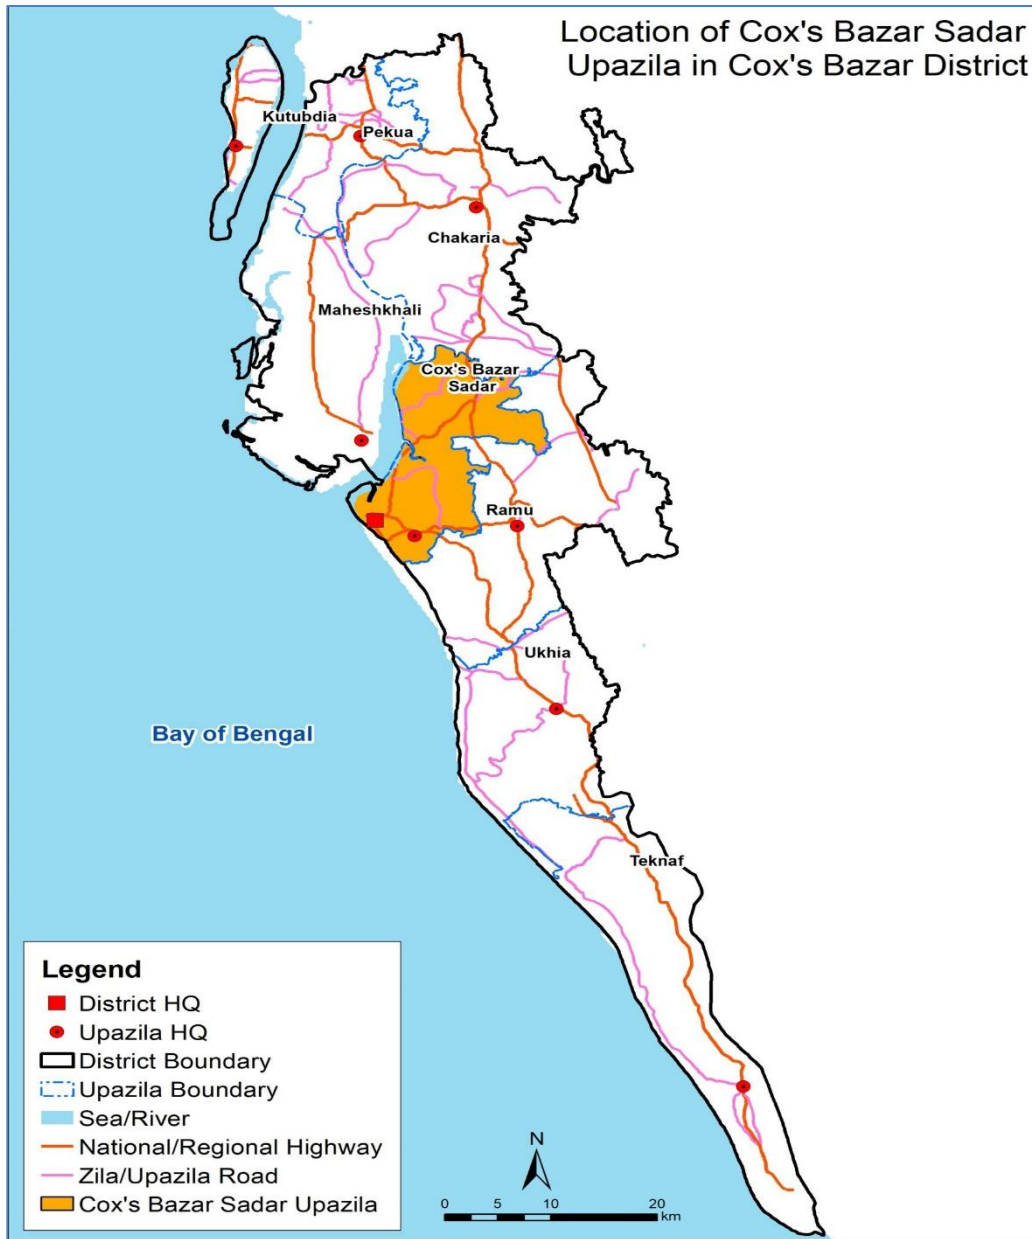 Location of Cox's Bazar Sadar
Upazila in Cox's Bazar District
Kutubdia
Pekua
Chakaria
Maheshkhali
Cox's Bazar
Sadar
Ramu
Ukhia
Bay of Bengal
Teknaf
Legend
District HQ
Upazila HQ
District Boundary
Upazila Boundary
Sea/River
National/Regional Highway
Zila/Upazila Road
Cox's Bazar Sadar Upazila
N
0 5 10 20
km